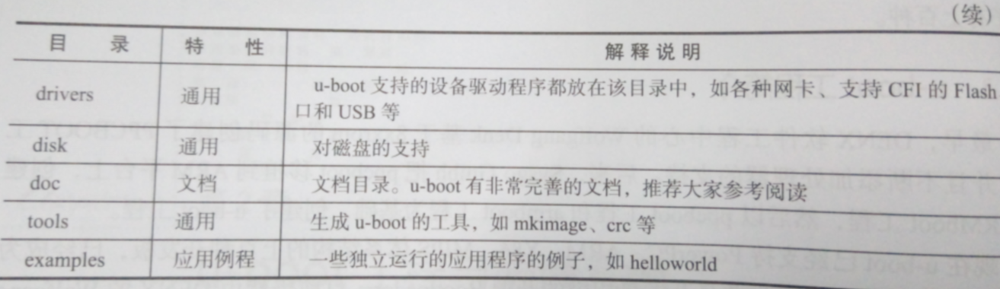 (续)
目 录 特 性 解释说明
drivers 通用 u-boot 支持的设备驱动程序都放在该目录中，如各种网卡、支持 CFI 的 Flash
口和 USB 等
disk 通用 对磁盘的支持
doc 文档 文档目录。u-boot 有非常完善的文档，推荐大家参考阅读
tools 通用 生成 u-boot 的工具，如 mkimage、crc 等
examples 应用例程 一些独立运行的应用程序的例子，如 helloworld